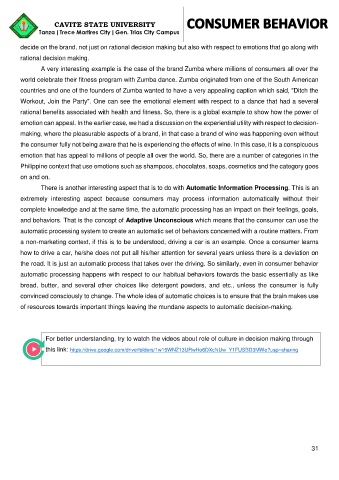 CAVITE STATE UNIVERSITY
Tanza | Trece Martires City | Gen. Trias City Campus
CONSUMER BEHAVIOR
decide on the brand, not just on rational decision making but also with respect to emotions that go along with
rational decision making.
A very interesting example is the case of the brand Zumba where millions of consumers all over the
world celebrate their fitness program with Zumba dance. Zumba originated from one of the South American
countries and one of the founders of Zumba wanted to have a very appealing caption which said, "Ditch the
Workout, Join the Party". One can see the emotional element with respect to a dance that had a several
rational benefits associated with health and fitness. So, there is a global example to show how the power of
emotion can appeal. In the earlier case, we had a discussion on the experiential utility with respect to decision-
making, where the pleasurable aspects of a brand, in that case a brand of wine was happening even without
the consumer fully not being aware that he is experiencing the effects of wine. In this case, it is a conspicuous
emotion that has appeal to millions of people all over the world. So, there are a number of categories in the
Philippine context that use emotions such as shampoos, chocolates, soaps, cosmetics and the category goes
on and on.
There is another interesting aspect that is to do with Automatic Information Processing. This is an
extremely interesting aspect because consumers may process information automatically without their
complete knowledge and at the same time, the automatic processing has an impact on their feelings, goals,
and behaviors. That is the concept of Adaptive Unconscious which means that the consumer can use the
automatic processing system to create an automatic set of behaviors concerned with a routine matters. From
a non-marketing context, if this is to be understood, driving a car is an example. Once a consumer learns
how to drive a car, he/she does not put all his/her attention for several years unless there is a deviation on
the road. It is just an automatic process that takes over the driving. So similarly, even in consumer behavior
automatic processing happens with respect to our habitual behaviors towards the basic essentially as like
bread, butter, and several other choices like detergent powders, and etc., unless the consumer is fully
convinced consciously to change. The whole idea of automatic choices is to ensure that the brain makes use
of resources towards important things leaving the mundane aspects to automatic decision-making.
For better understanding, try to watch the videos about role of culture in decision making through
this link:
31